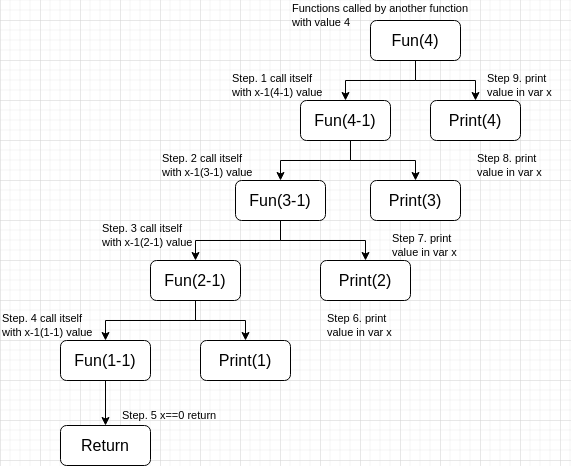 Functions called by another function
with value 4
Fun(4)
Step. 1 call itself
with x-1(4-1) value
Step 9. print
value in var x
Fun(4-1)
Print(4)
Step. 2 call itself
with x-1(3-1) value
Step 8. print
value in var x
Fun(3-1)
Print(3)
Step. 3 call itself
with x-1(2-1) value
Step 7. print
value in var x
Fun(2-1)
Print(2)
Step. 4 call itself
with x-1(1-1) value
Step 6. print
value in var x
Fun(1-1)
Print(1)
Step. 5 x==0 return
Return